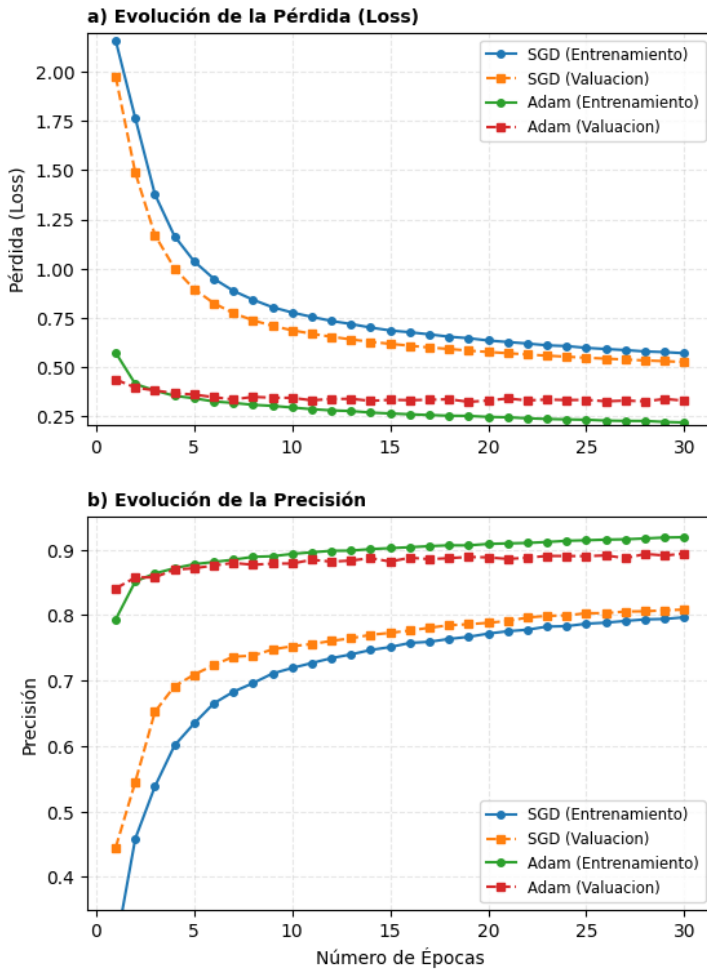 a) Evolución de la Pérdida (Loss)
Pérdida (Loss)
2.00
1.75
1.50
1.25
1.00
0.75
0.50
0.25
SGD (Entrenamiento)
SGD (Valuacion)
Adam (Entrenamiento)
Adam (Valuacion)
0 5 10 15 20 25 30
b) Evolución de la Precisión
Precisión
0.9
0.8
0.7
0.6
0.5
0.4
SGD (Entrenamiento)
SGD (Valuacion)
Adam (Entrenamiento)
Adam (Valuacion)
0 5 10 15 20 25 30
Número de Épocas